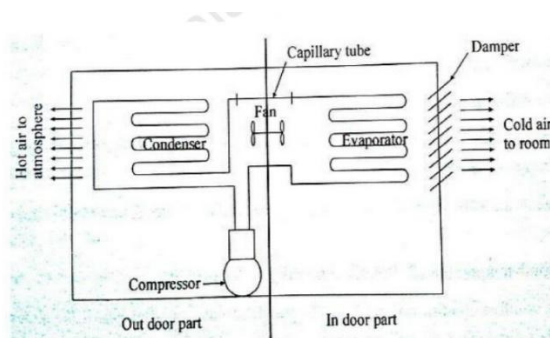 Capillary tube
Damper
Fan
Condenser
Evaporator
Hot air to
atmosphere
Cold air
to room
Compressor
Out door part
In door part